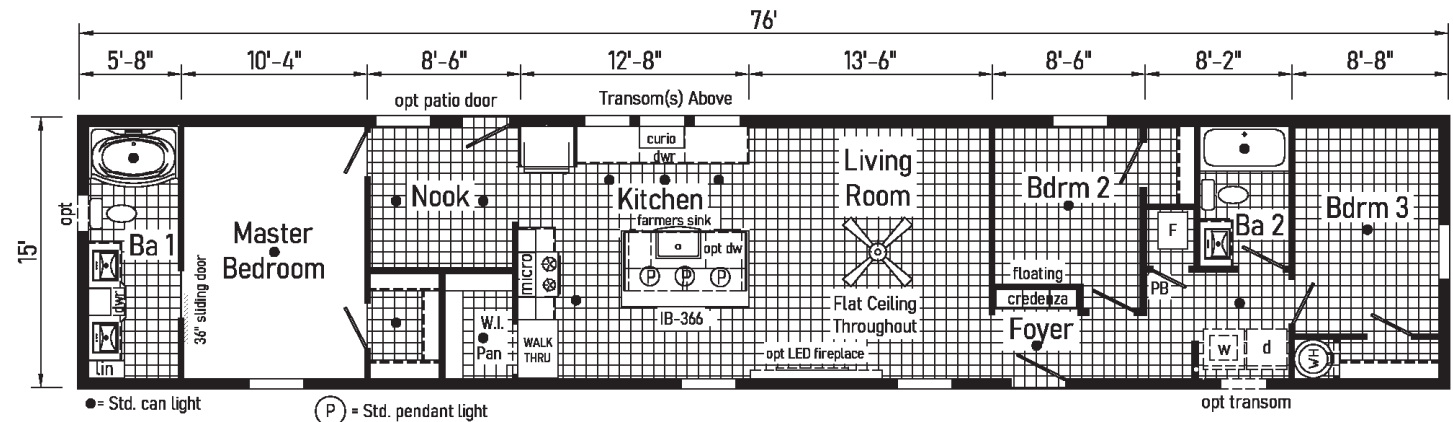 76'
5'-8" 10'-4" 8'-6" 12'-8" 13'-6" 8'-6" 8'-2" 8'-8"
opt patio door
Transom(s) Above
15'
opt
Ba 1
dwr
lin
36" sliding door
Master
Bedroom
Nook
curio
dwr
Kitchen
farmers sink
opt dw
P P P
IB-366
micro
W.I.
Pan
WALK
THRU
Living
Room
Flat Ceiling
Throughout
opt LED fireplace
Bdrm 2
floating
credenza
Foyer
F
PB
Ba 2
w d
WH
Bdrm 3
opt transom
●= Std. can light
P = Std. pendant light